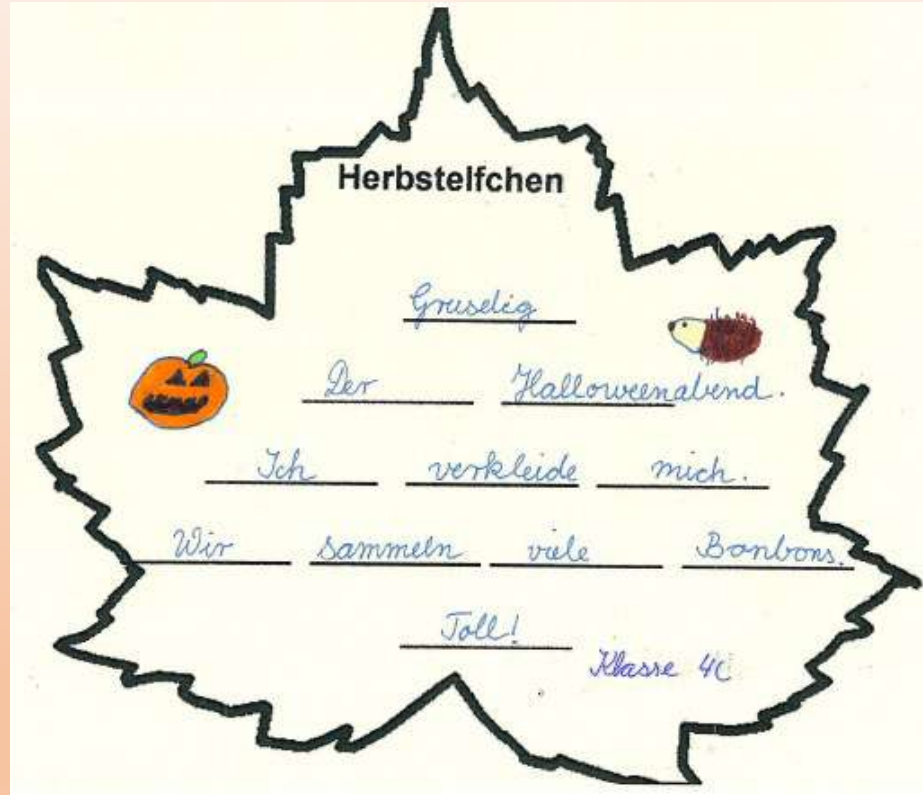 Herbstelfchen
Gruselig
Der Halloweenabend.
Ich verkleide mich.
Wir sammeln viele Bonbons.
Toll!
Klasse 4c